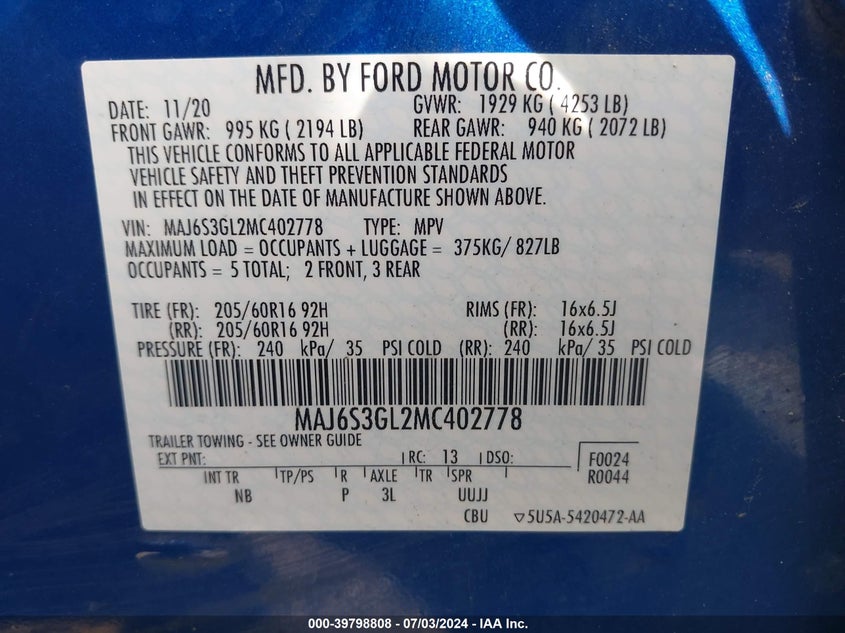 MFD. BY FORD MOTOR CO.
DATE: 11/20 GVWR: 1929 KG ( 4253 LB)
FRONT GAWR: 995 KG ( 2194 LB) REAR GAWR: 940 KG ( 2072 LB)
THIS VEHICLE CONFORMS TO ALL APPLICABLE FEDERAL MOTOR
VEHICLE SAFETY AND THEFT PREVENTION STANDARDS
IN EFFECT ON THE DATE OF MANUFACTURE SHOWN ABOVE.
VIN: MAJ6S3GL2MC402778 TYPE: MPV
MAXIMUM LOAD = OCCUPANTS + LUGGAGE = 375KG/ 827LB
OCCUPANTS = 5 TOTAL; 2 FRONT, 3 REAR
TIRE (FR): 205/60R16 92H RIMS (FR): 16x6.5J
(RR): 205/60R16 92H (RR): 16x6.5J
PRESSURE (FR): 240 kPa/ 35 PSI COLD (RR): 240 kPa/ 35 PSI COLD
MAJ6S3GL2MC402778
TRAILER TOWING - SEE OWNER GUIDE
EXT PNT: RC: 13 DSO: F0024
INT TR TP/PS R AXLE TR SPR R0044
NB P 3L UUJJ
CBU ▽5U5A-5420472-AA
000-39798808 - 07/03/2024 - IAA Inc.